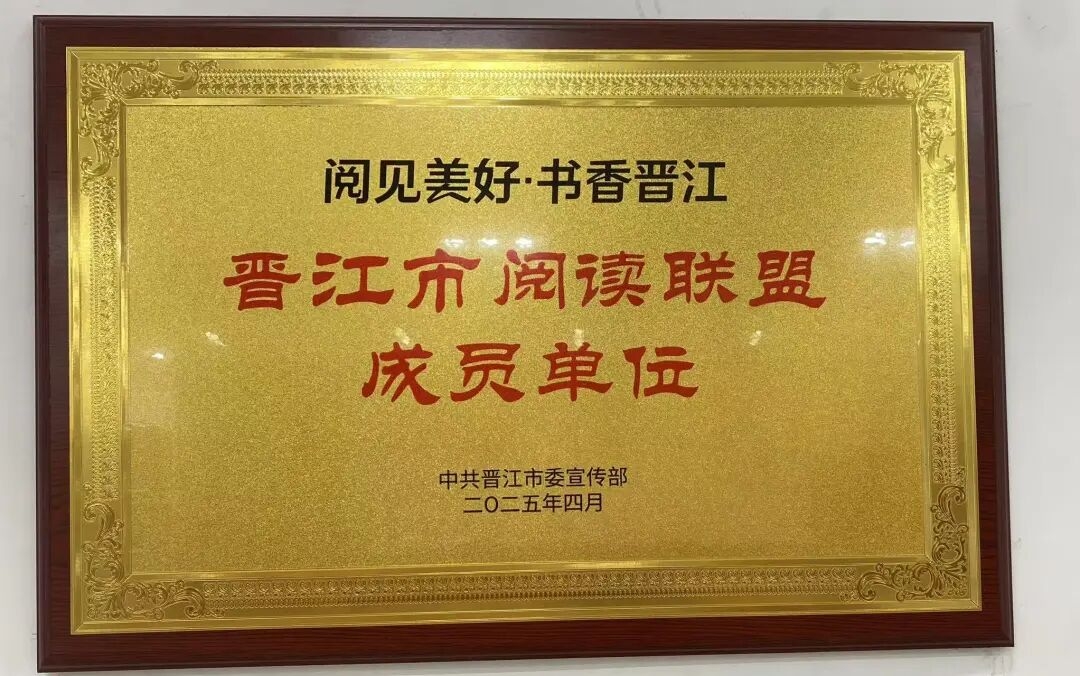 阅见美好·书香晋江
晋江市阅读联盟
成员单位
中共晋江市委宣传部
二〇二五年四月